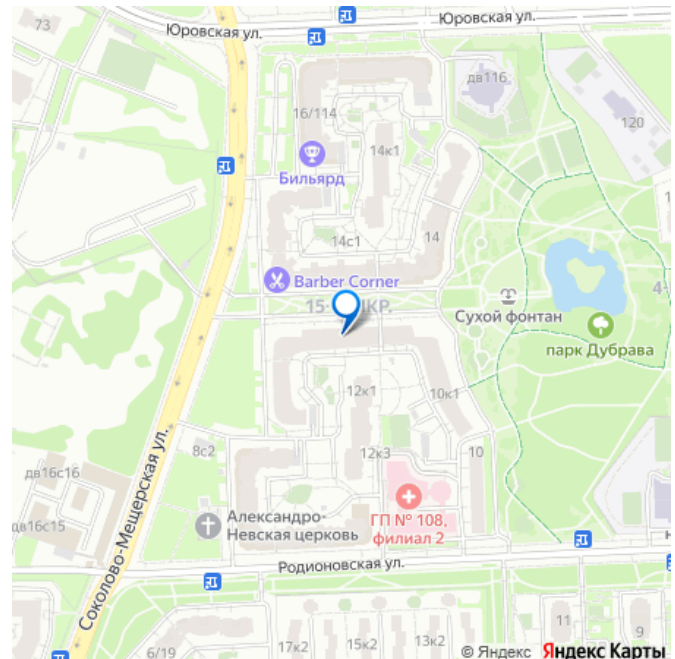 73
Юровская ул.
Юровская ул.
дв116
16/114
120
14к1
Бильярд
14с1
14
Barber Corner
Сухой фонтан
парк Дубрава
12к1
10к1
8с2
12к3
10
дв16с16
дв16с15
Александро-
Невская церковь
ГП № 108,
филиал 2
Соколово-Мещерская ул.
Родионовская ул.
11
9
17к2
15к2
13к2
6/19
© Яндекс Яндекс Карты